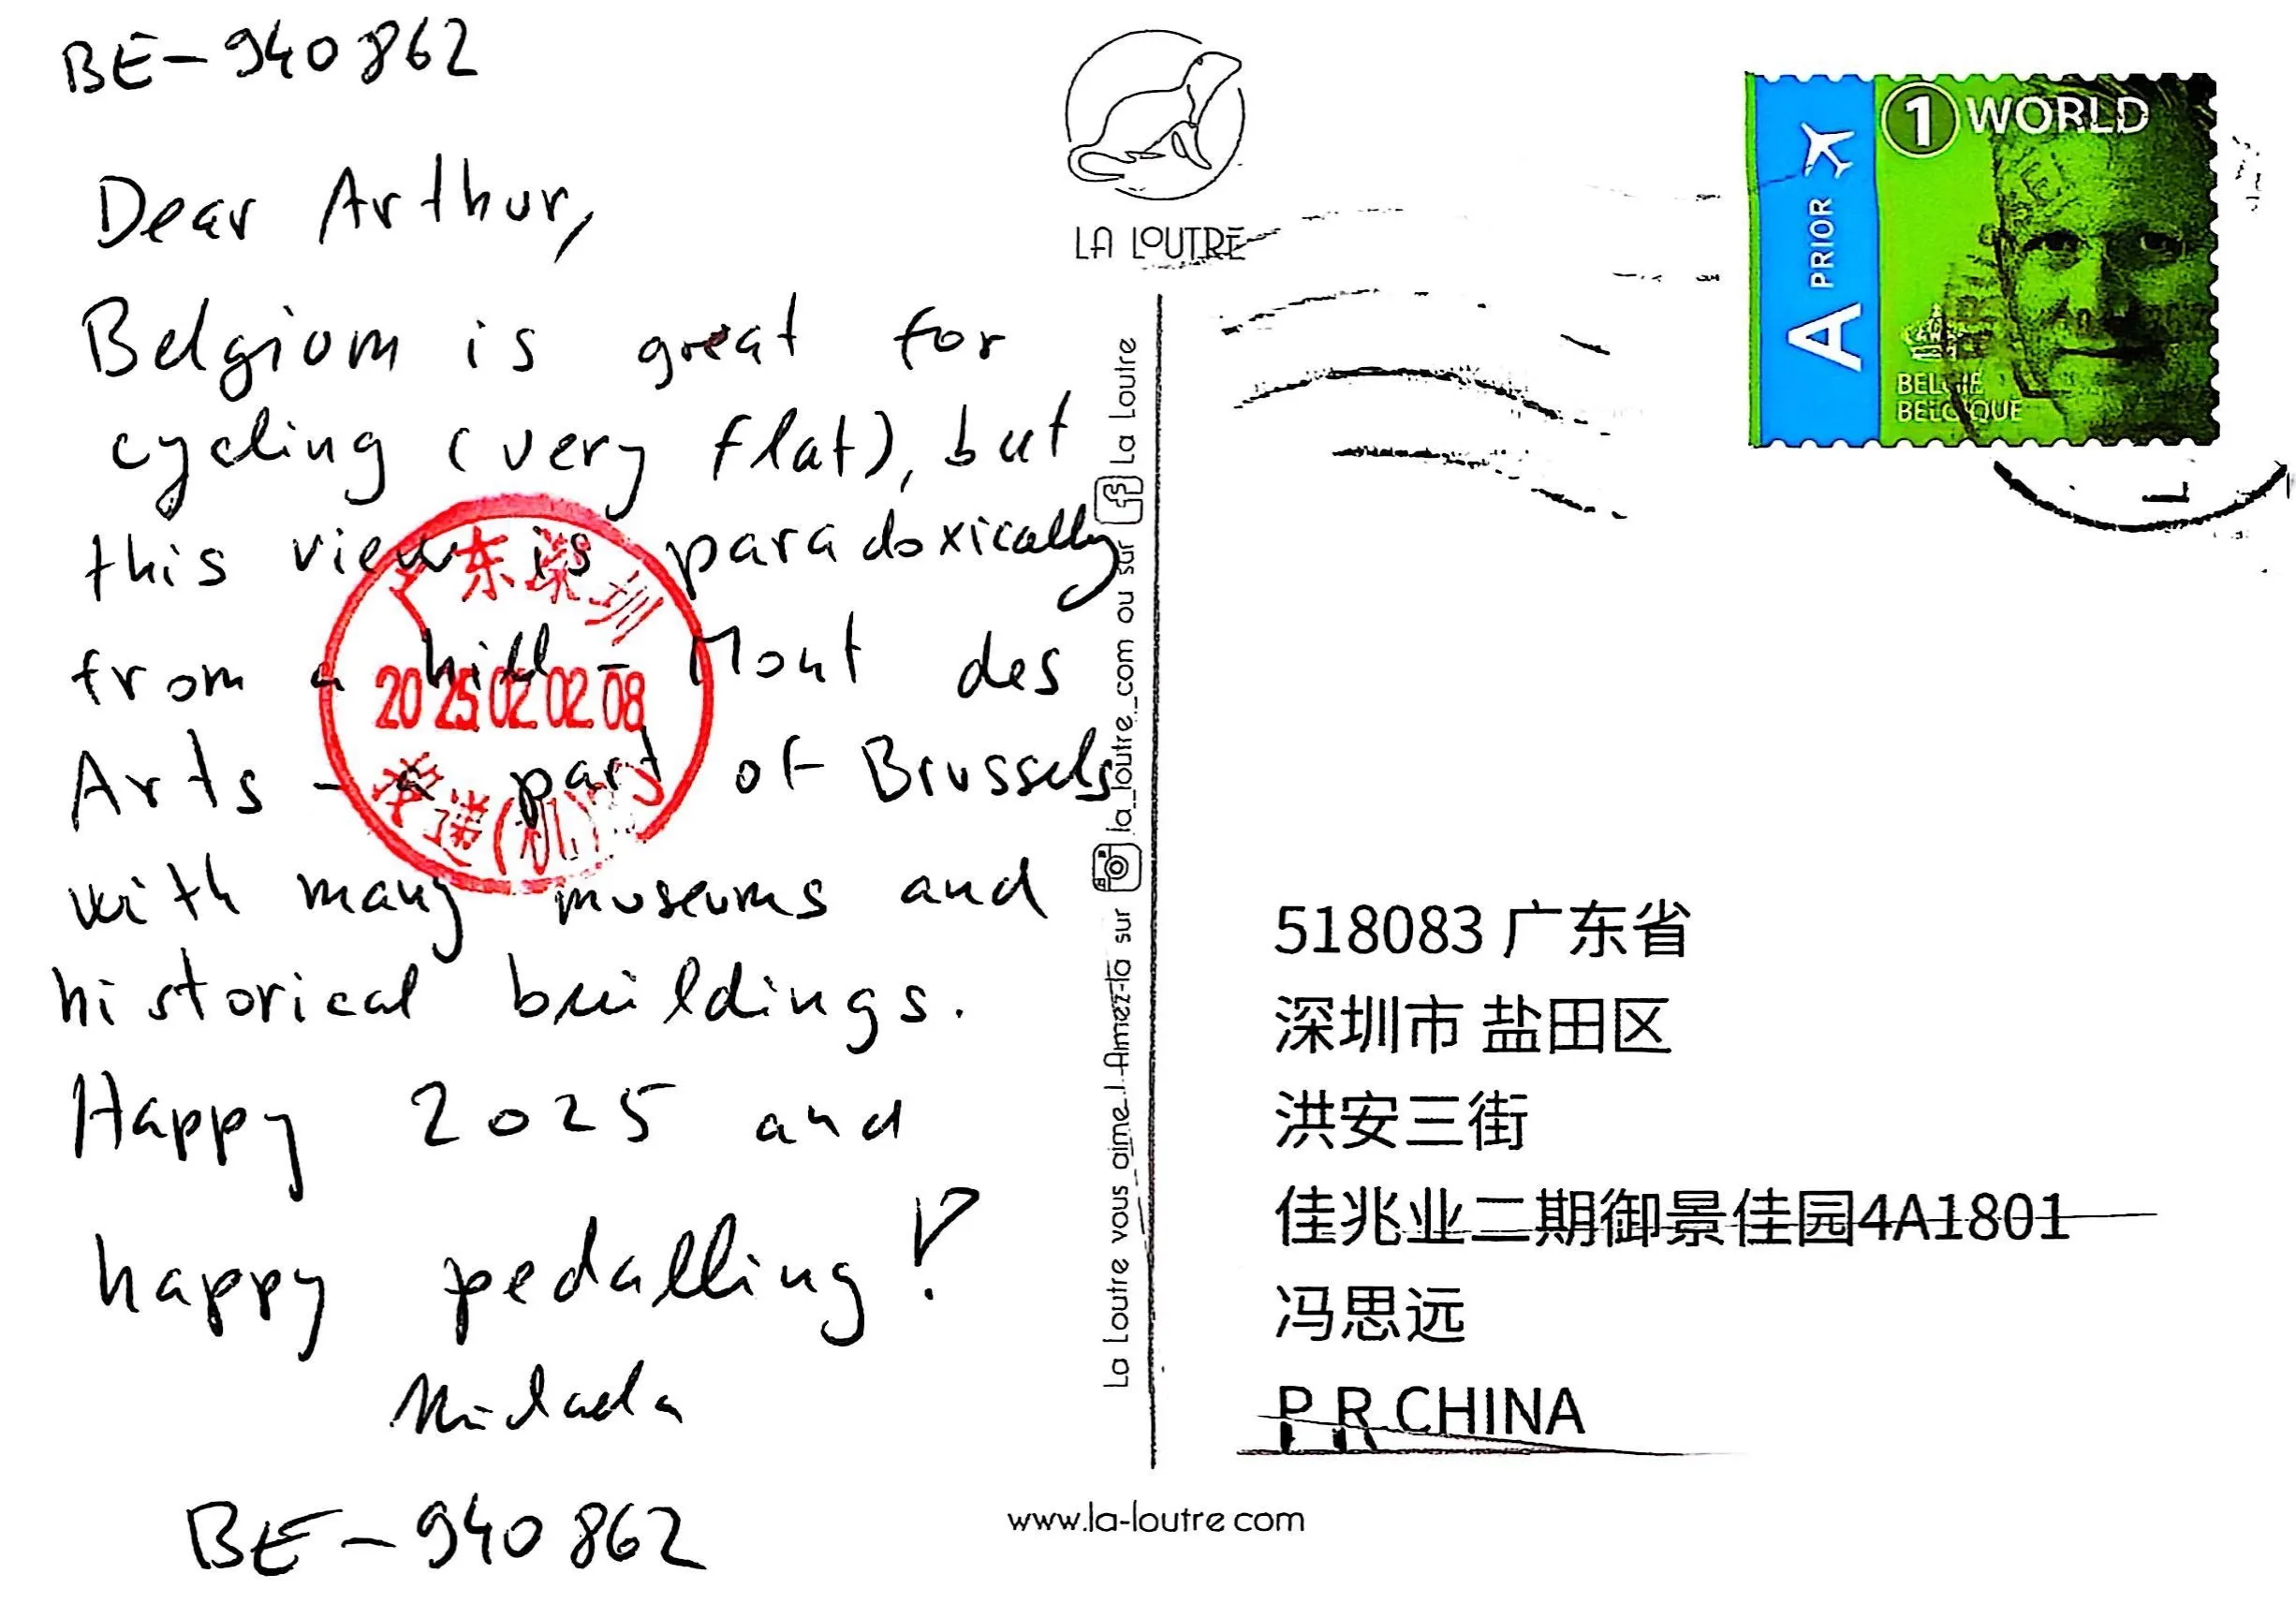 BE-940862
Dear Arthur,
Belgium is great for
cycling (very flat), but
this view is paradoxically
from a hill - Mont des
Arts - a part of Brussels
with many museums and
historical buildings.
Happy 2025 and
happy pedalling!
BE-940862
广东深圳
2025 02 02 08
LA LOUTRE
La Loutre vous aime! Aimez-la sur la_loutre_com ou sur La Loutre
www.la-loutre.com
A PRIOR
1 WORLD
BELGIE
BELGIQUE
518083 广东省
深圳市 盐田区
洪安三街
佳兆业二期御景佳园4A1801
冯思远
P R CHINA